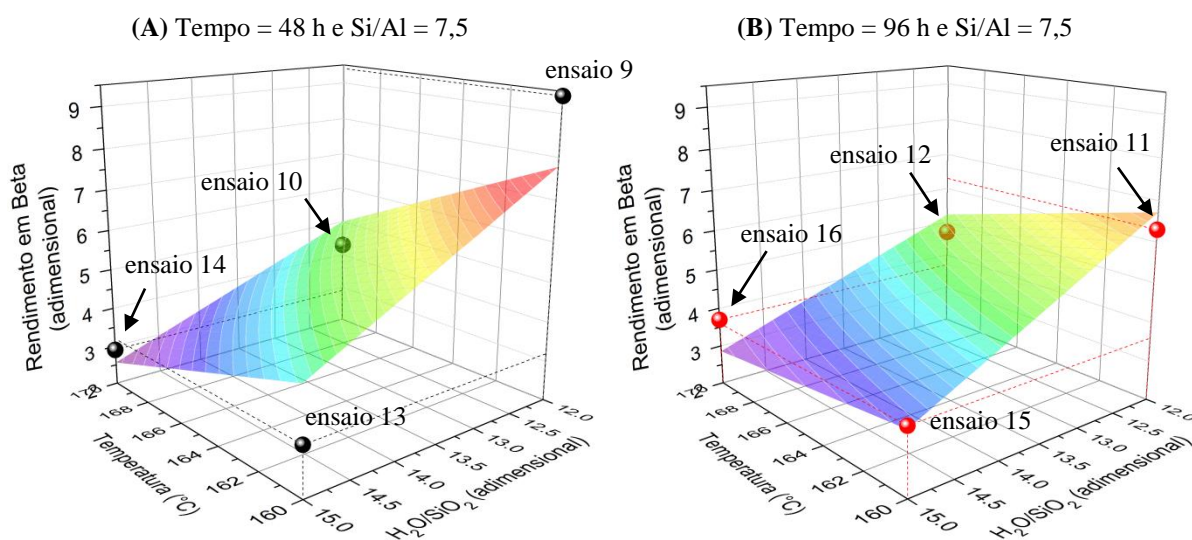 (A) Tempo = 48 h e Si/Al = 7,5
ensaio 9
ensaio 10
ensaio 14
ensaio 13
Rendimento em Beta
(adimensional)
9
8
7
6
5
4
3
2
170
168
166
164
162
160
Temperatura (°C)
15.0
14.5
14.0
13.5
13.0
12.5
12.0
H2O/SiO2 (adimensional)
(B) Tempo = 96 h e Si/Al = 7,5
ensaio 11
ensaio 12
ensaio 16
ensaio 15
Rendimento em Beta
(adimensional)
9
8
7
6
5
4
3
2
170
168
166
164
162
160
Temperatura (°C)
15.0
14.5
14.0
13.5
13.0
12.5
12.0
H2O/SiO2 (adimensional)